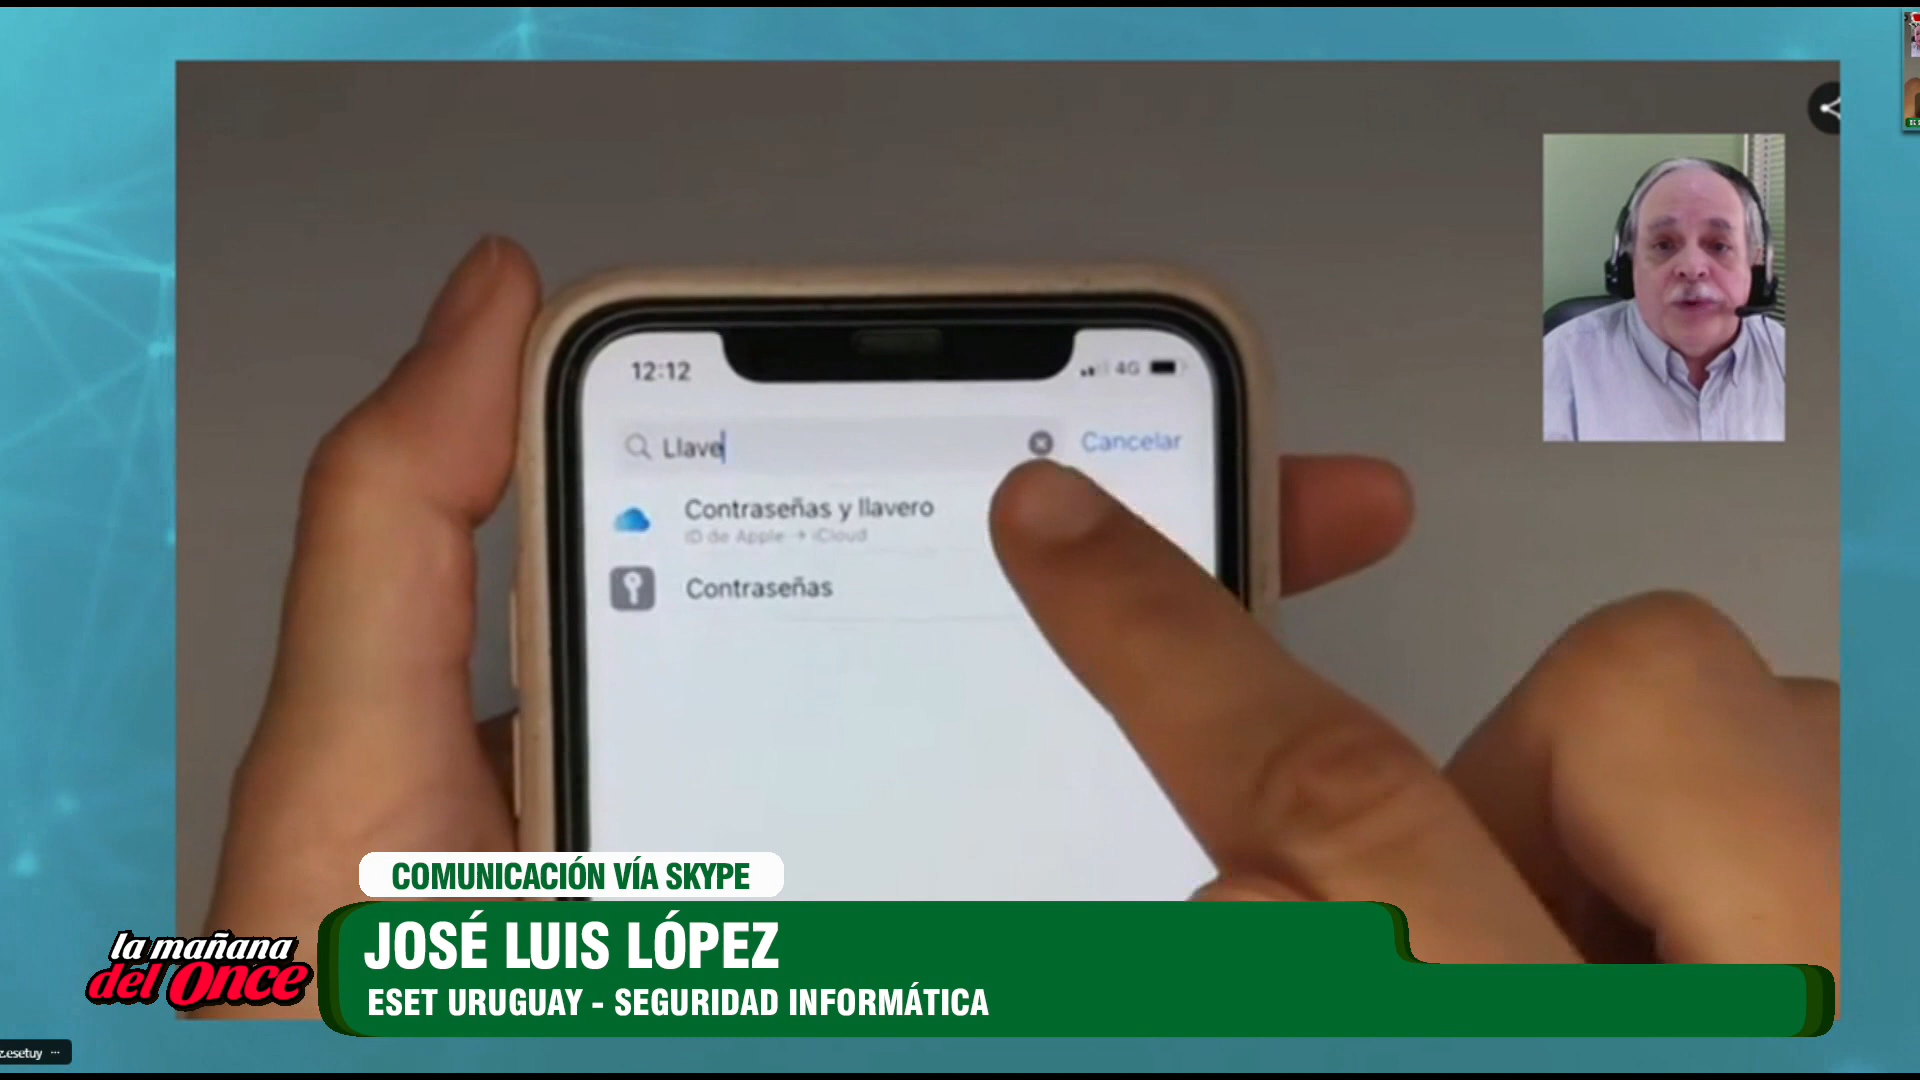 12:12
4G
Llave
Cancelar
Contraseñas y llavero
ID de Apple → iCloud
Contraseñas
COMUNICACIÓN VÍA SKYPE
la mañana
del Once
JOSÉ LUIS LÓPEZ
ESET URUGUAY - SEGURIDAD INFORMÁTICA
z.esetuy ...